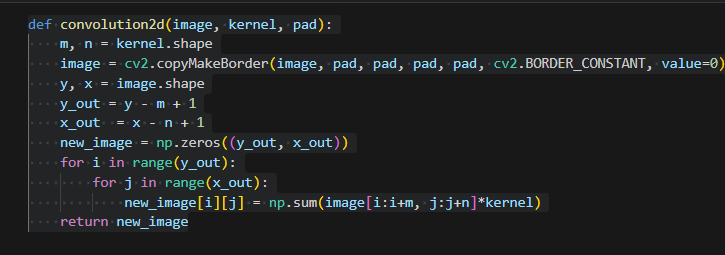 def convolution2d(image, kernel, pad):
    m, n = kernel.shape
    image = cv2.copyMakeBorder(image, pad, pad, pad, pad, cv2.BORDER_CONSTANT, value=0)
    y, x = image.shape
    y_out = y - m + 1
    x_out  = x - n + 1
    new_image = np.zeros((y_out, x_out))
    for i in range(y_out):
        for j in range(x_out):
            new_image[i][j] = np.sum(image[i:i+m, j:j+n]*kernel)
    return new_image